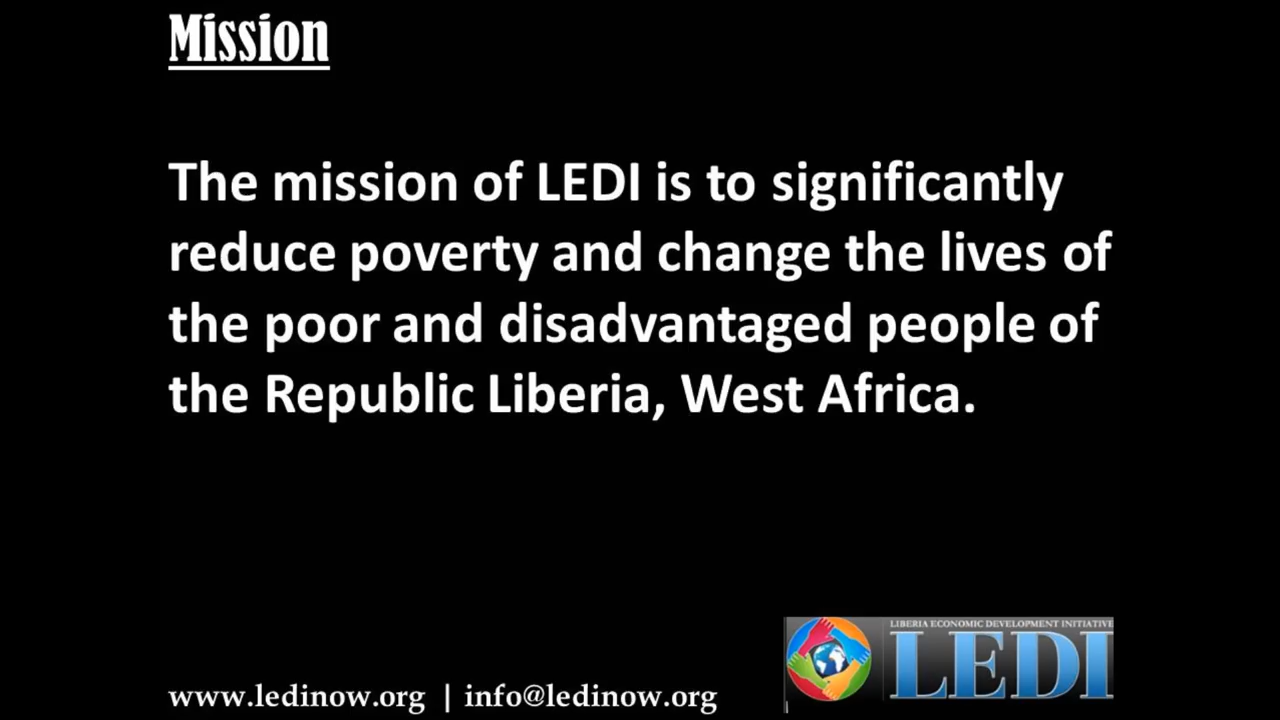 Mission
The mission of LEDI is to significantly
reduce poverty and change the lives of
the poor and disadvantaged people of
the Republic Liberia, West Africa.
LIBERIA ECONOMIC DEVELOPMENT INITIATIVE
LEDI
www.ledinow.org | info@ledinow.org